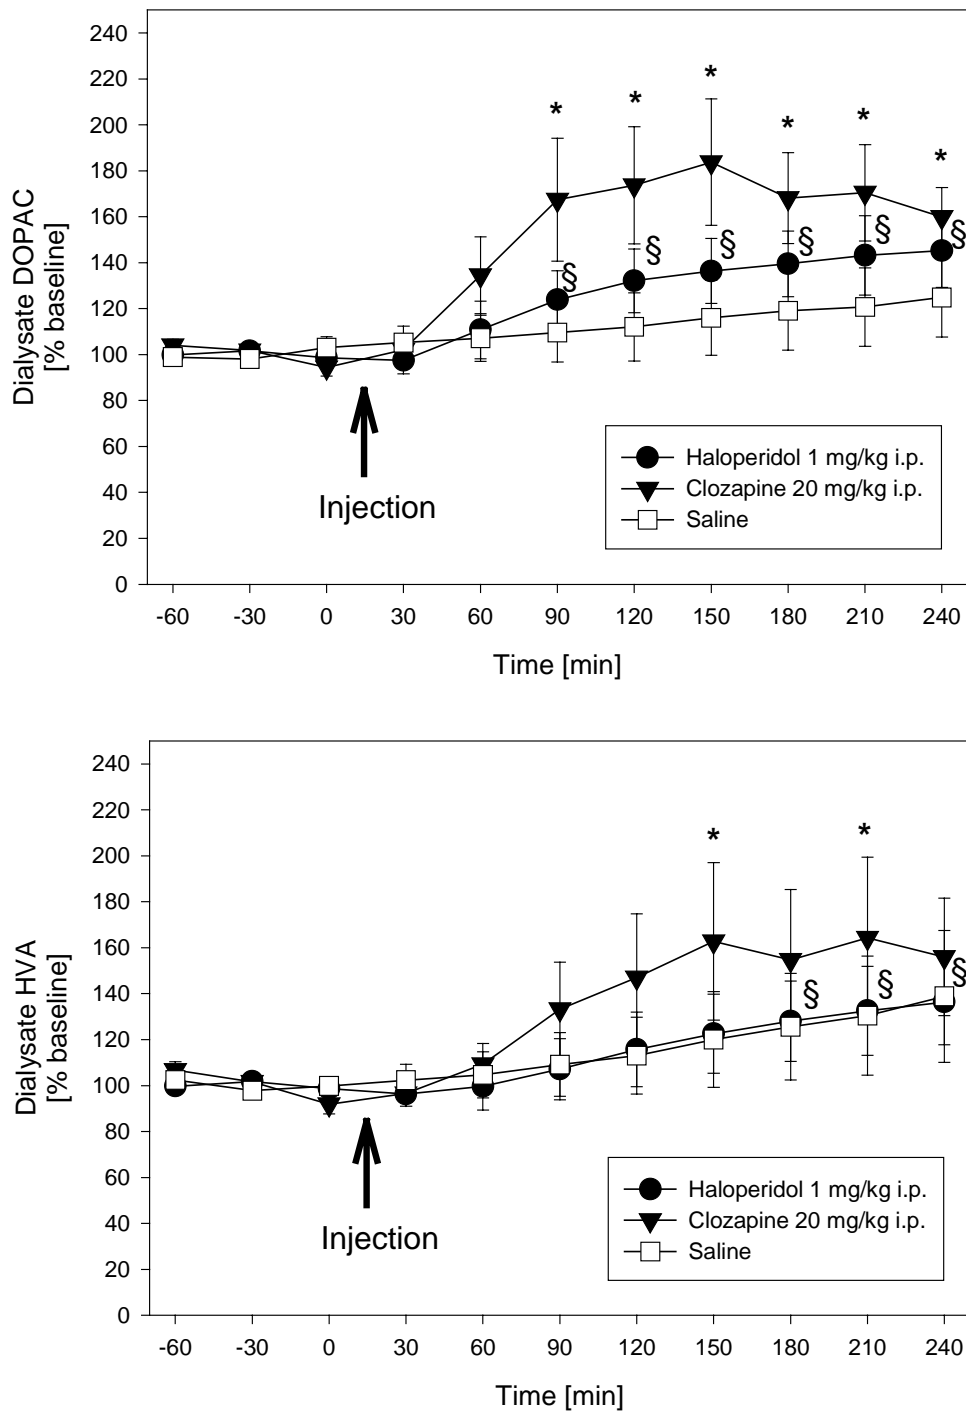 240
220
200
180
160
140
120
100
80
60
40
20
0
Dialysate DOPAC
[% baseline]
* * * * * *
§ § § § § §
Injection
Haloperidol 1 mg/kg i.p.
Clozapine 20 mg/kg i.p.
Saline
-60 -30 0 30 60 90 120 150 180 210 240
Time [min]
240
220
200
180
160
140
120
100
80
60
40
20
0
Dialysate HVA
[% baseline]
* *
§ § §
Injection
Haloperidol 1 mg/kg i.p.
Clozapine 20 mg/kg i.p.
Saline
-60 -30 0 30 60 90 120 150 180 210 240
Time [min]